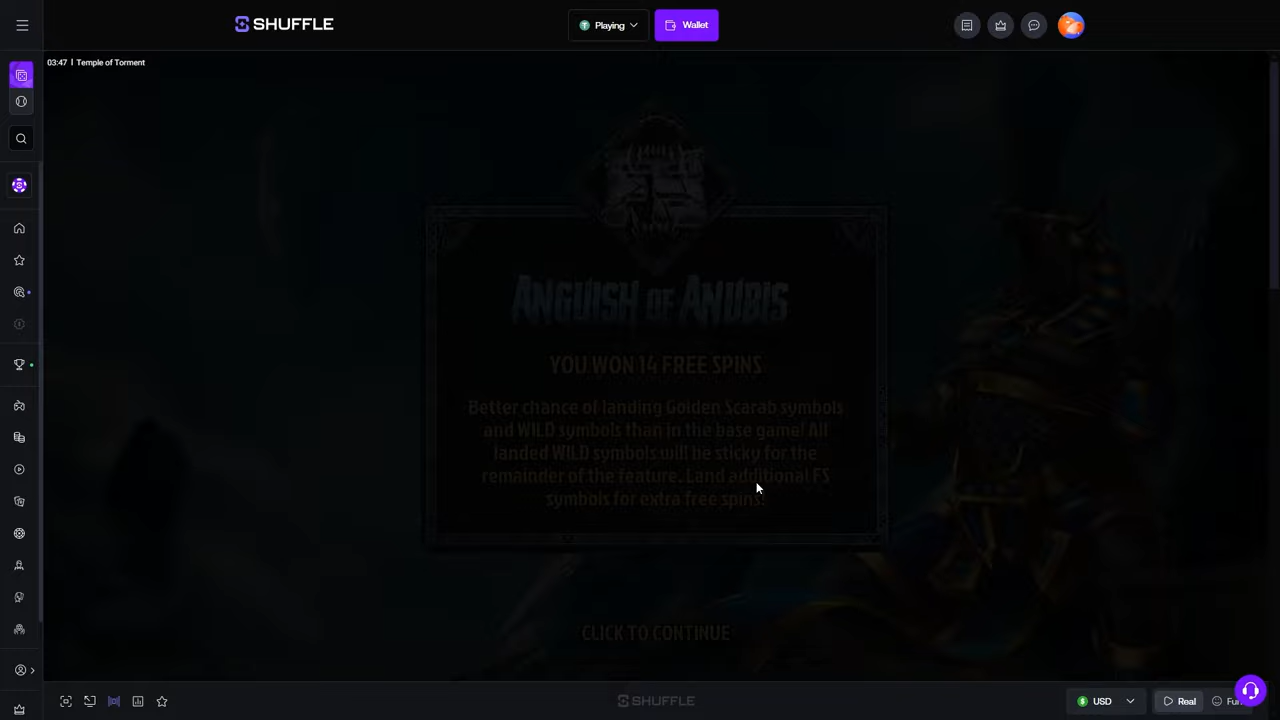 SHUFFLE
Playing
Wallet
03:47 | Temple of Torment
ANGUISH OF ANUBIS
YOU WON 14 FREE SPINS
Better chance of landing Golden Scarab symbols
and WILD symbols than in the base game! All
landed WILD symbols will be sticky for the
remainder of the feature. Land additional FS
symbols for extra free spins!
CLICK TO CONTINUE
SHUFFLE
USD
Real